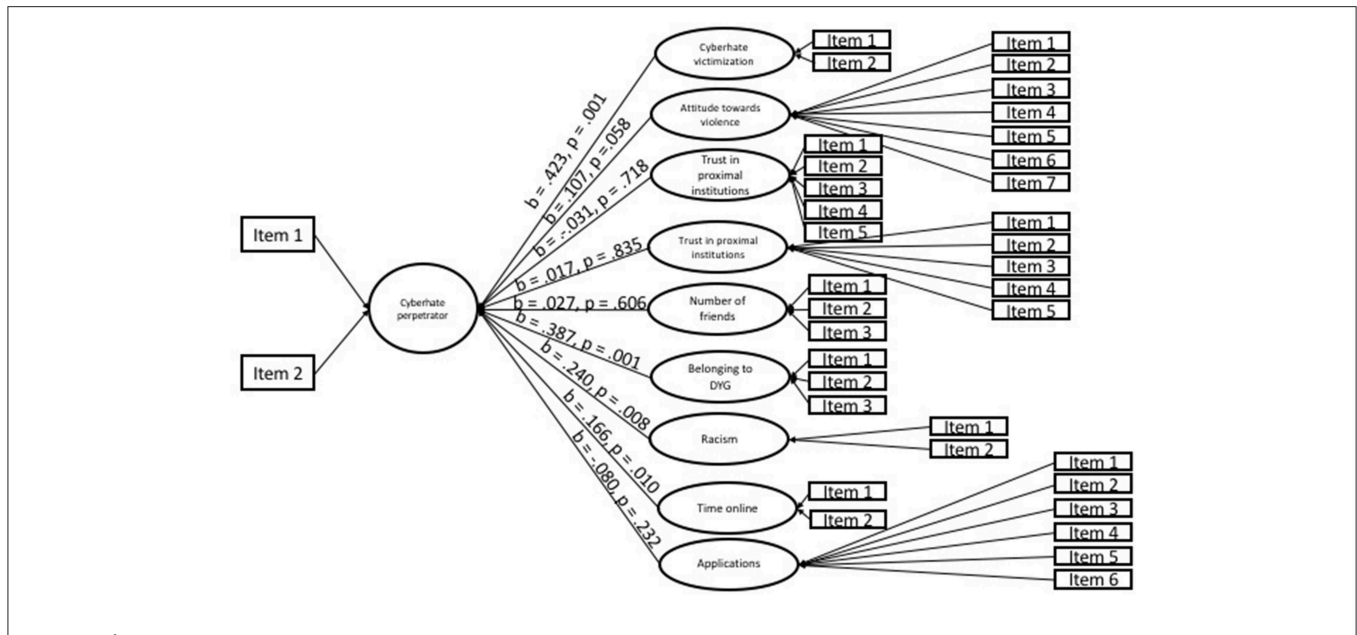 Item 1
Item 2
Cyberhate
perpetrator
b = .423, p = .001
b = .107, p = .058
b = -.031, p = .718
b = .017, p = .835
b = .027, p = .606
b = .387, p = .001
b = .240, p = .008
b = .166, p = .010
b = -.080, p = .232
Cyberhate
victimization
Item 1
Item 2
Attitude towards
violence
Item 1
Item 2
Item 3
Item 4
Item 5
Item 6
Item 7
Trust in
proximal
institutions
Item 1
Item 2
Item 3
Item 4
Item 5
Trust in proximal
institutions
Item 1
Item 2
Item 3
Item 4
Item 5
Number of
friends
Item 1
Item 2
Item 3
Belonging to
DYG
Item 1
Item 2
Item 3
Racism
Item 1
Item 2
Time online
Item 1
Item 2
Applications
Item 1
Item 2
Item 3
Item 4
Item 5
Item 6